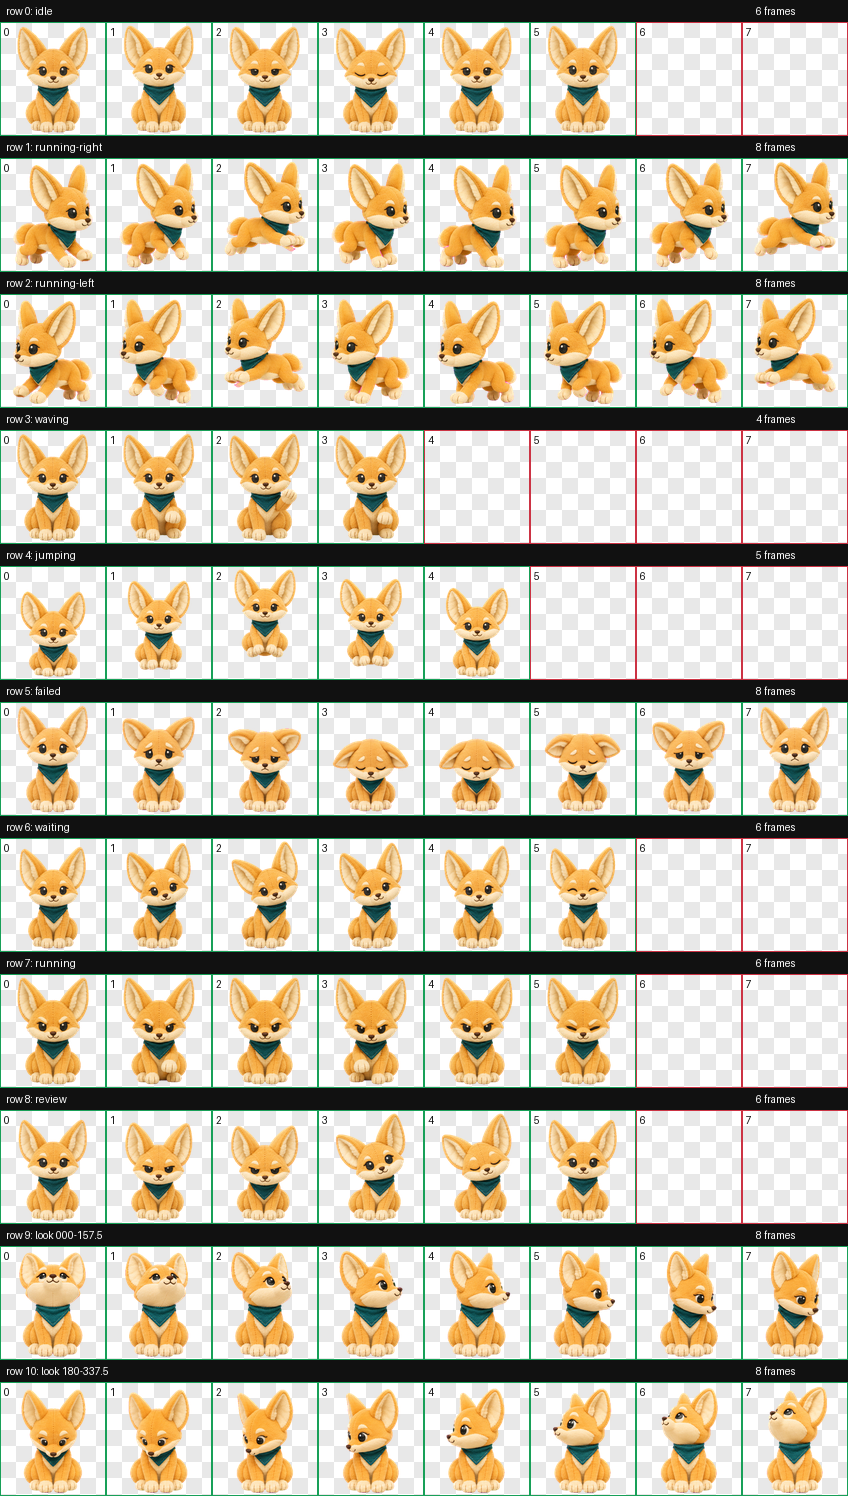 row 0: idle 6 frames
0 1 2 3 4 5 6 7
row 1: running-right 8 frames
0 1 2 3 4 5 6 7
row 2: running-left 8 frames
0 1 2 3 4 5 6 7
row 3: waving 4 frames
0 1 2 3 4 5 6 7
row 4: jumping 5 frames
0 1 2 3 4 5 6 7
row 5: failed 8 frames
0 1 2 3 4 5 6 7
row 6: waiting 6 frames
0 1 2 3 4 5 6 7
row 7: running 6 frames
0 1 2 3 4 5 6 7
row 8: review 6 frames
0 1 2 3 4 5 6 7
row 9: look 000-157.5 8 frames
0 1 2 3 4 5 6 7
row 10: look 180-337.5 8 frames
0 1 2 3 4 5 6 7